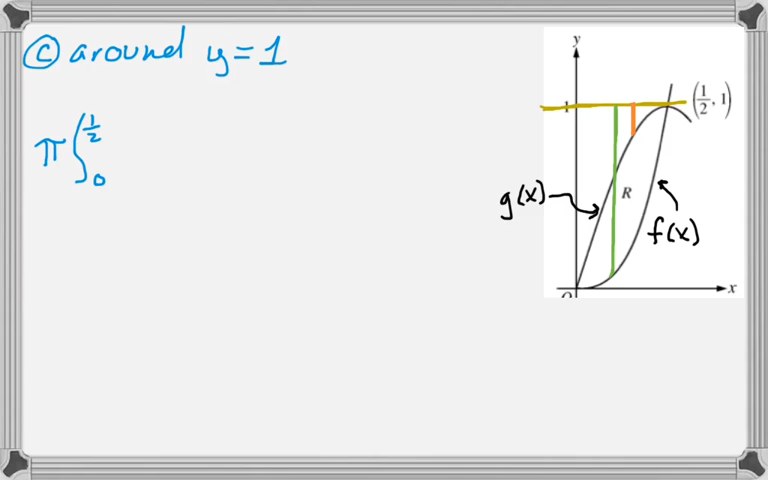 ⓒ around y = 1
π∫₀^½
y
1
(1/2, 1)
g(x)
R
f(x)
x
O